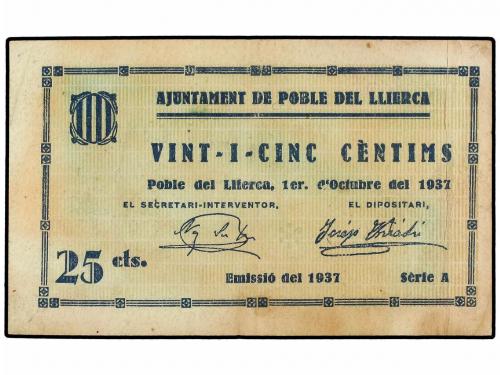 AJUNTAMENT DE POBLE DEL LLIERCA
VINT-I-CINC CÈNTIMS
Poble del Llierca, 1er. d'Octubre del 1937
EL SECRETARI-INTERVENTOR, EL DIPOSITARI,
25 cts.
Emissió del 1937 Sèrie A